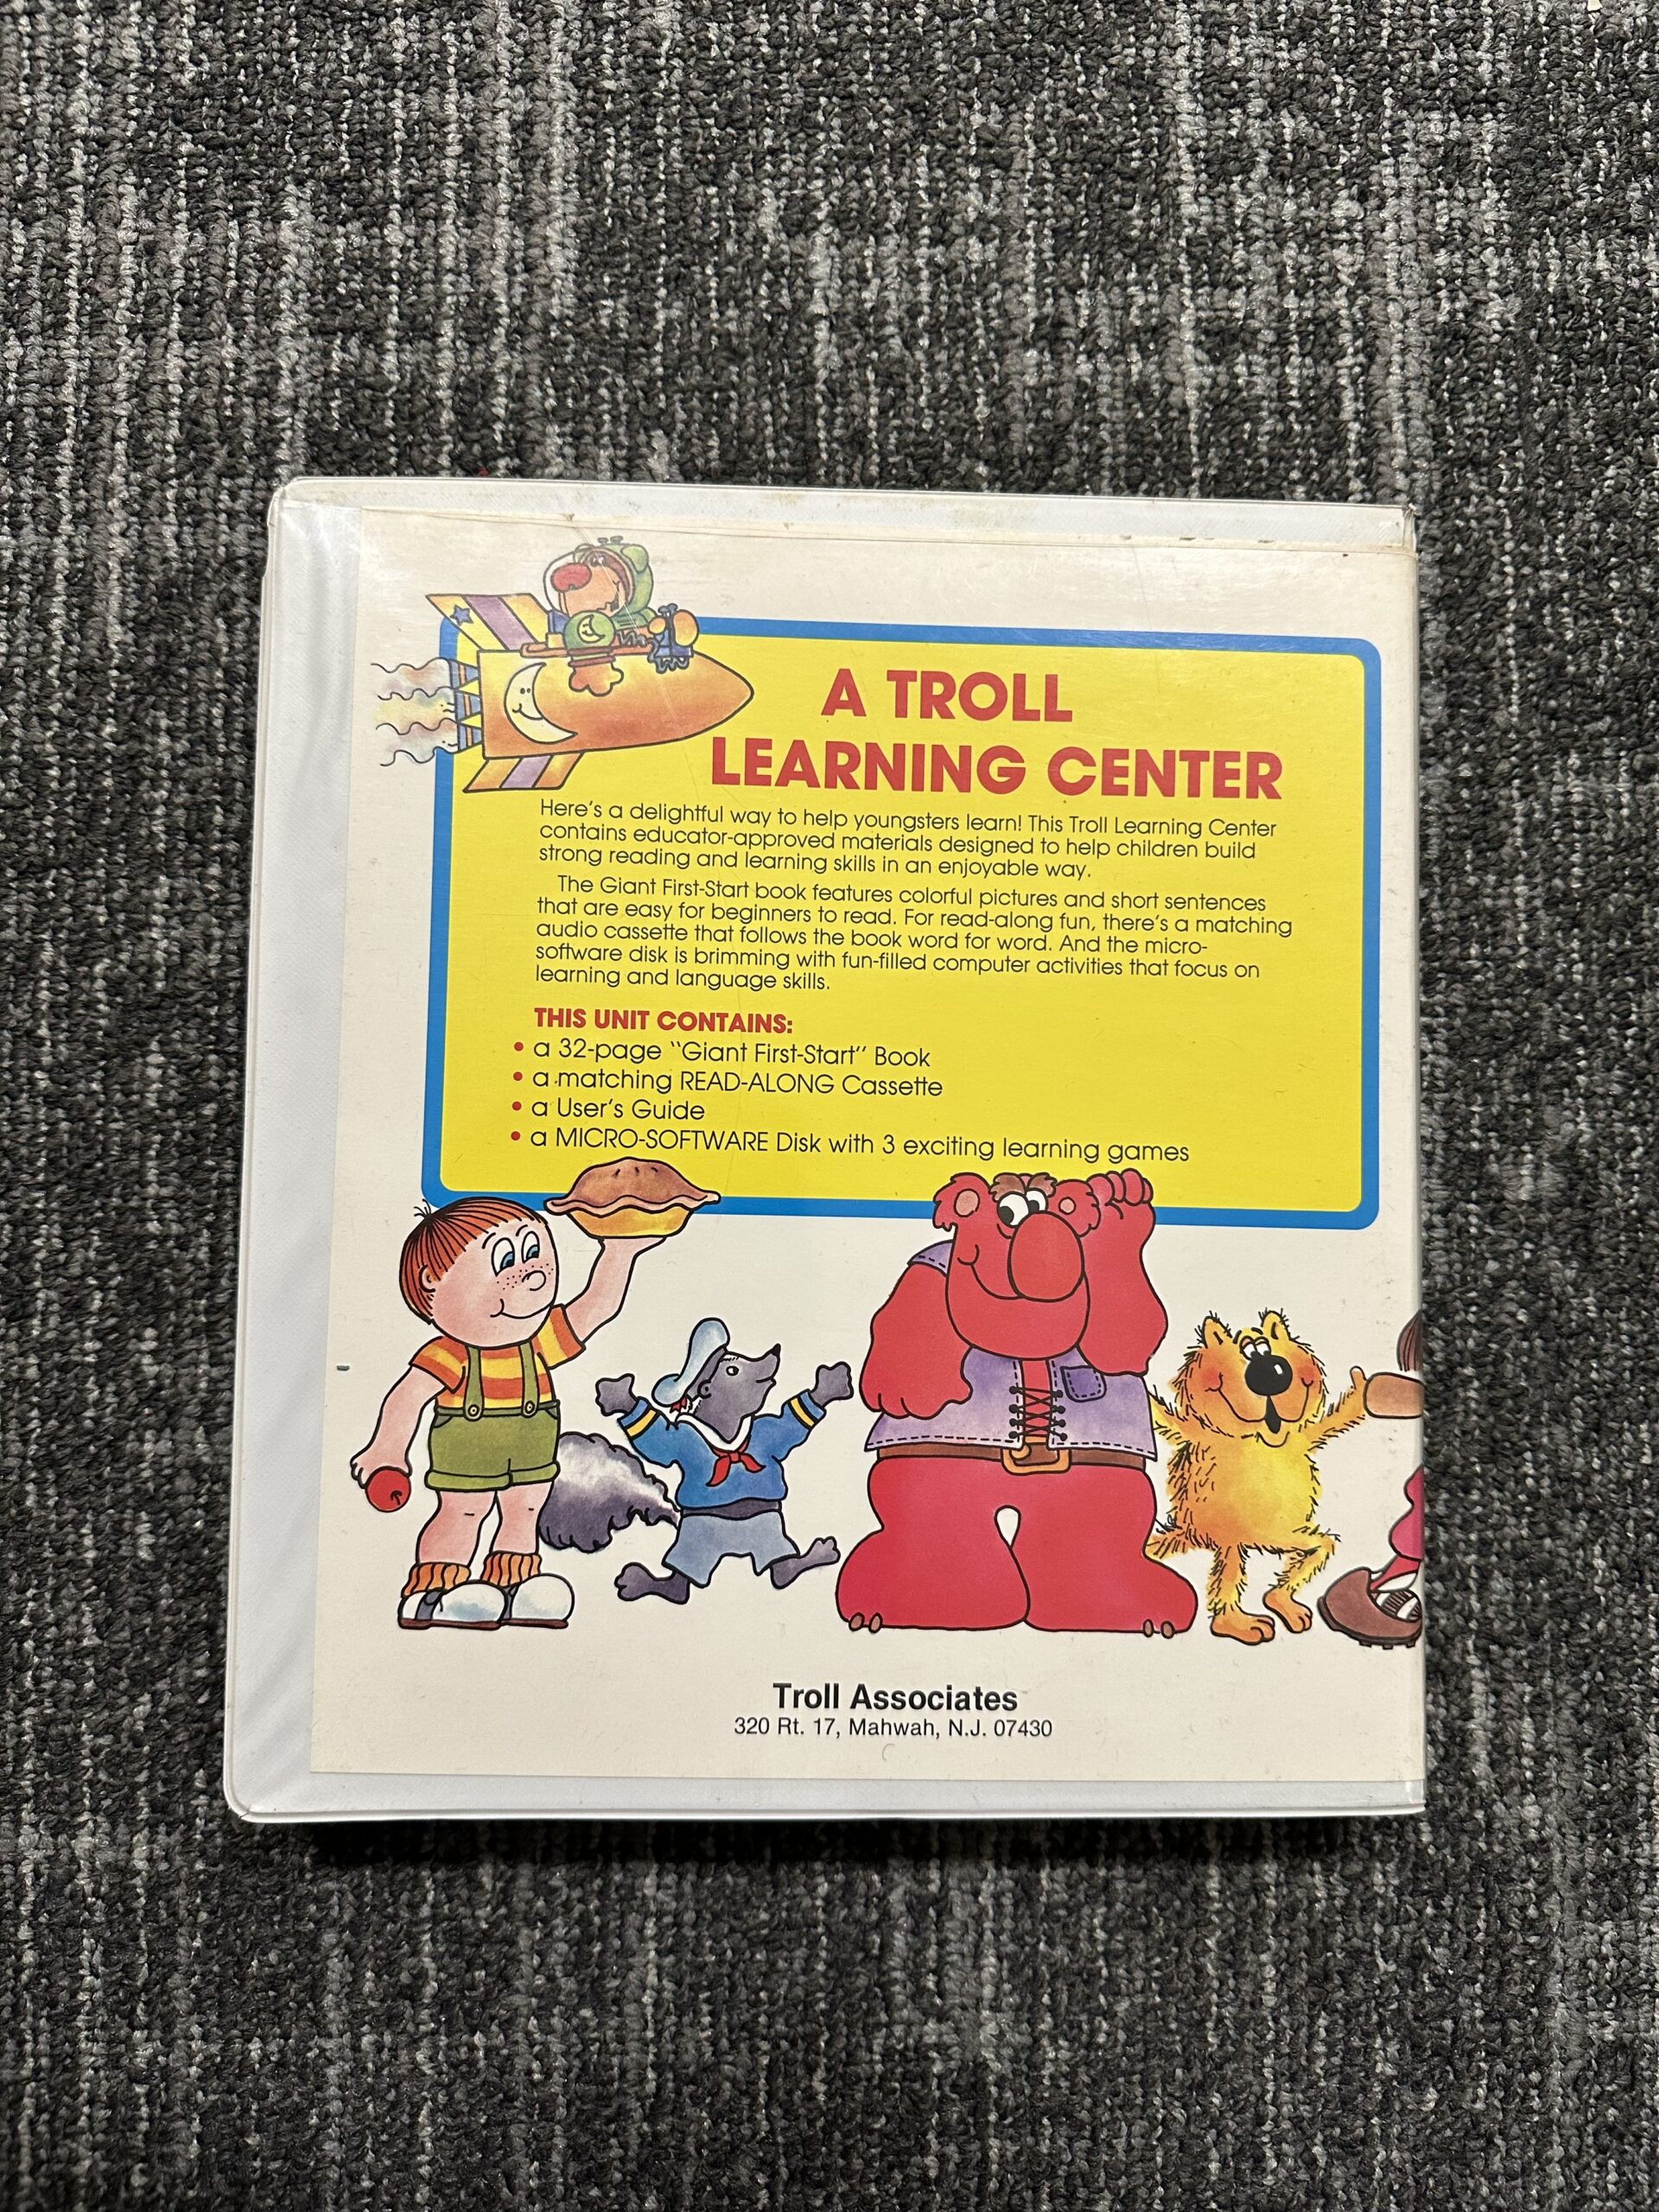 A TROLL
LEARNING CENTER
Here's a delightful way to help youngsters learn! This Troll Learning Center
contains educator-approved materials designed to help children build
strong reading and learning skills in an enjoyable way.
The Giant First-Start book features colorful pictures and short sentences
that are easy for beginners to read. For read-along fun, there's a matching
audio cassette that follows the book word for word. And the micro-
software disk is brimming with fun-filled computer activities that focus on
learning and language skills.
THIS UNIT CONTAINS:
• a 32-page "Giant First-Start" Book
• a matching READ-ALONG Cassette
• a User's Guide
• a MICRO-SOFTWARE Disk with 3 exciting learning games
Troll Associates
320 Rt. 17, Mahwah, N.J. 07430